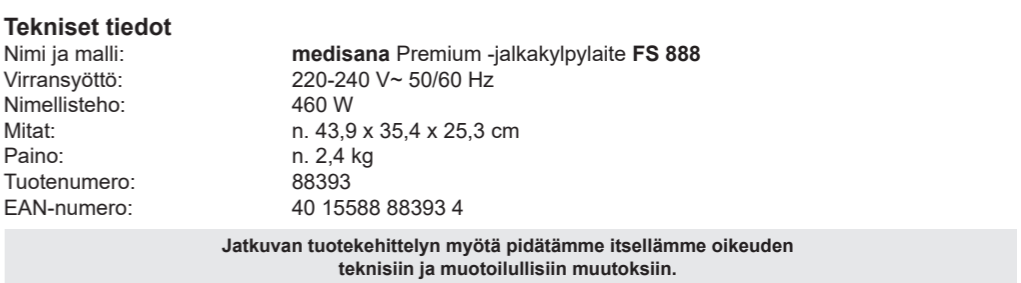 Tekniset tiedot
Nimi ja malli: medisana Premium -jalkakylpylaite FS 888
Virransyöttö: 220-240 V~ 50/60 Hz
Nimellisteho: 460 W
Mitat: n. 43,9 x 35,4 x 25,3 cm
Paino: n. 2,4 kg
Tuotenumero: 88393
EAN-numero: 40 15588 88393 4
Jatkuvan tuotekehittelyn myötä pidätämme itsellämme oikeuden
teknisiin ja muotoilullisiin muutoksiin.